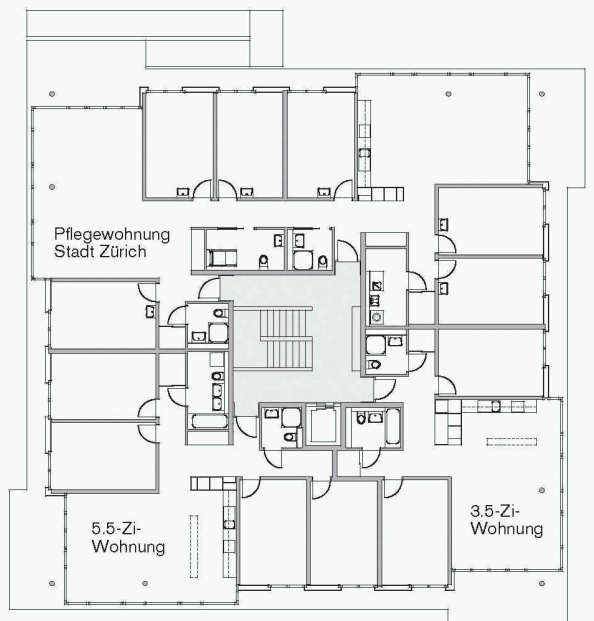 Pflegewohnung
Stadt Zürich
5.5-Zi-
Wohnung
3.5-Zi-
Wohnung